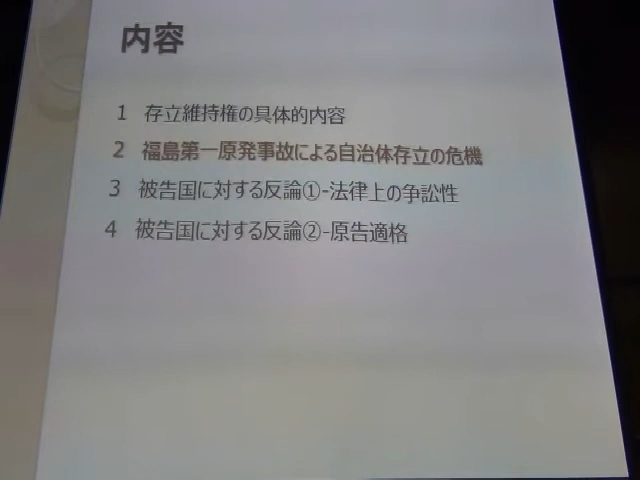 内容
1 存立維持権の具体的内容
2 福島第一原発事故による自治体存立の危機
3 被告国に対する反論①-法律上の争訟性
4 被告国に対する反論②-原告適格